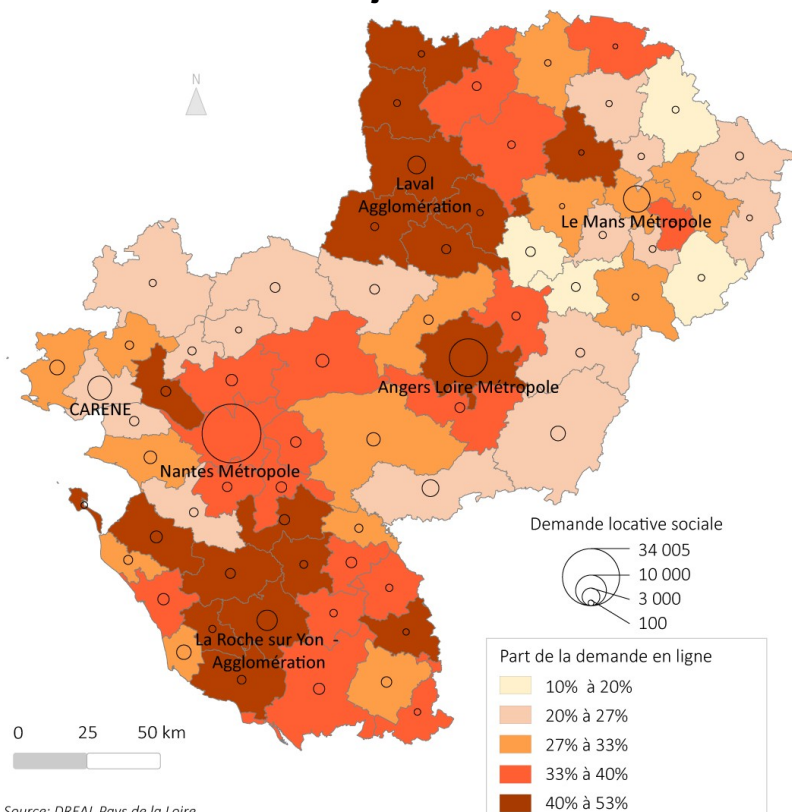 N
Laval
Agglomération
Le Mans Métropole
Angers Loire Métropole
CARENE
Nantes Métropole
La Roche sur Yon -
Agglomération
Demande locative sociale
34 005
10 000
3 000
100
Part de la demande en ligne
10% à 20%
20% à 27%
27% à 33%
33% à 40%
40% à 53%
0 25 50 km
Source: DREAL Pays de la Loire